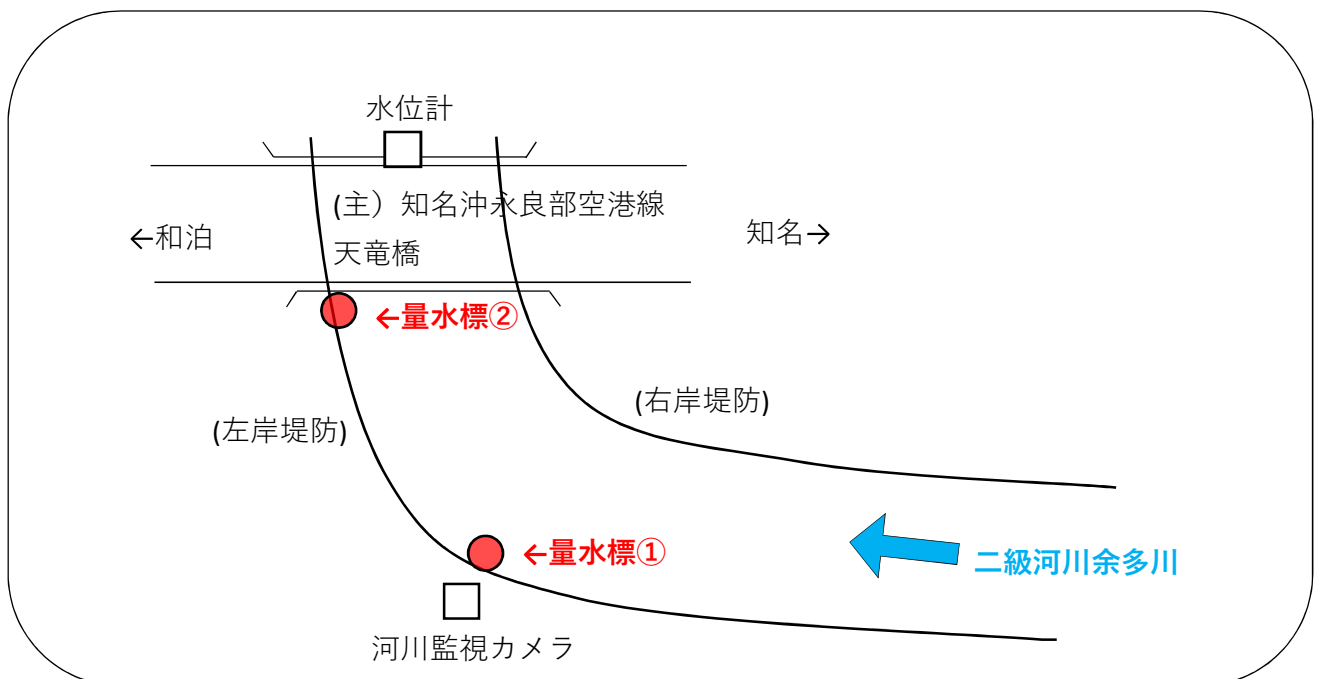 水位計
(主）知名沖永良部空港線
←和泊
知名→
天竜橋
←量水標②
(右岸堤防)
(左岸堤防)
←量水標①
二級河川余多川
河川監視カメラ